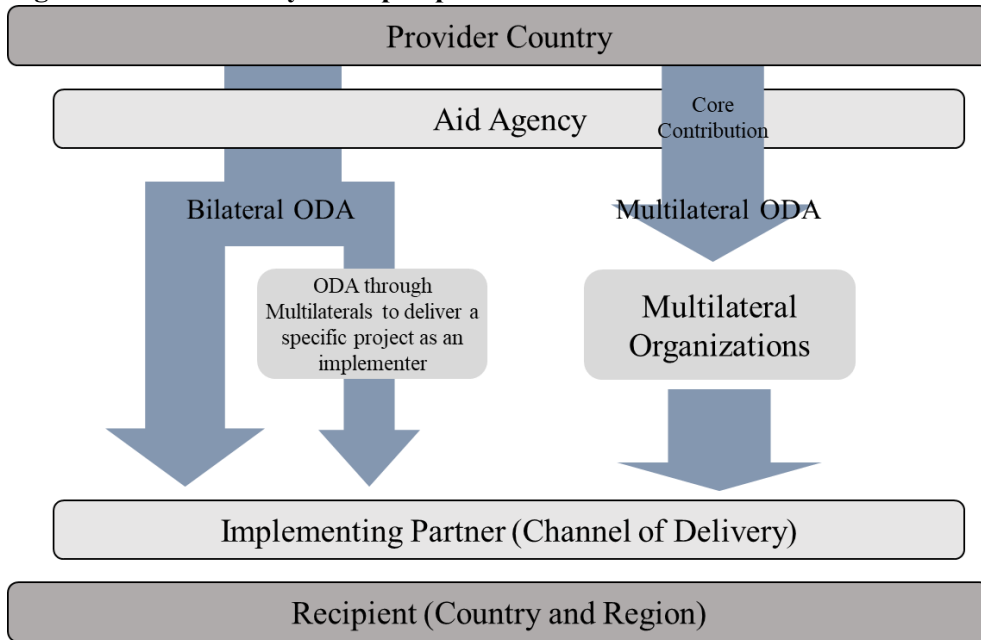 Provider Country
Aid Agency
Core
Contribution
Bilateral ODA
Multilateral ODA
ODA through
Multilaterals to deliver a
specific project as an
implementer
Multilateral
Organizations
Implementing Partner (Channel of Delivery)
Recipient (Country and Region)